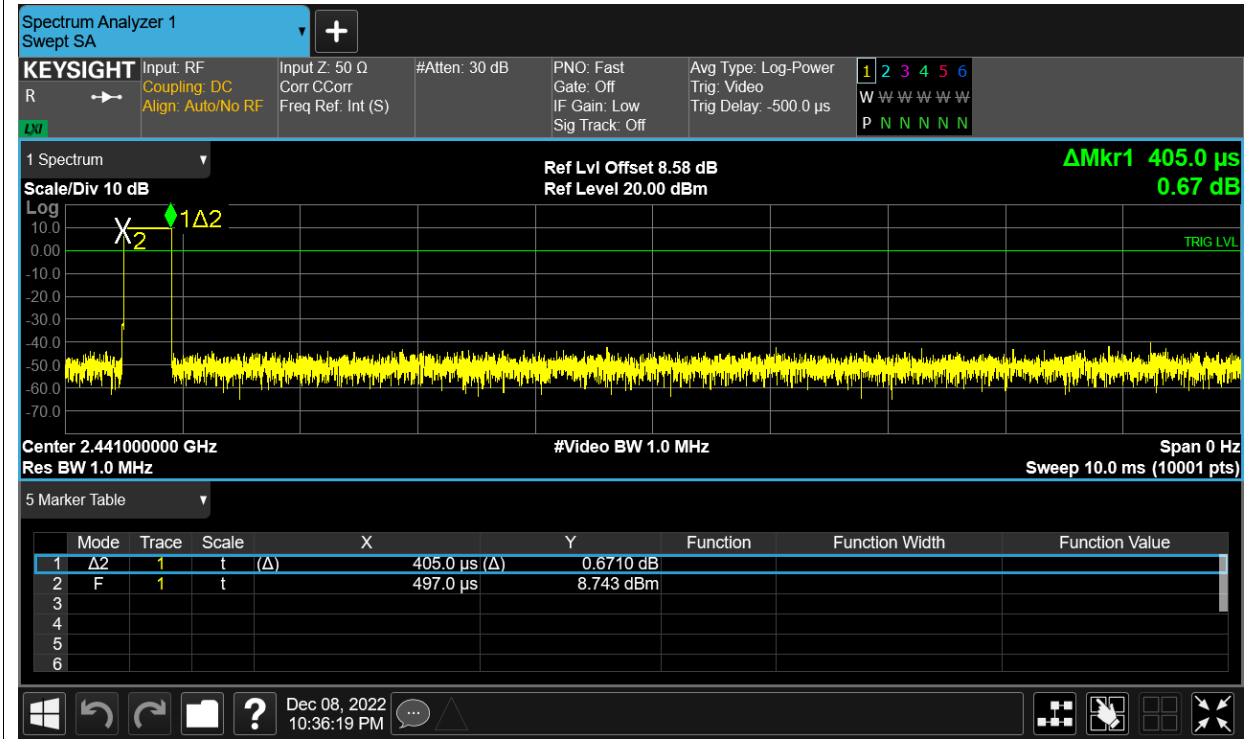 Spectrum Analyzer 1
Swept SA
+
KEYSIGHT
R
LXI
Input: RF
Coupling: DC
Align: Auto/No RF
Input Z: 50 Ω
Corr CCorr
Freq Ref: Int (S)
#Atten: 30 dB
PNO: Fast
Gate: Off
IF Gain: Low
Sig Track: Off
Avg Type: Log-Power
Trig: Video
Trig Delay: -500.0 µs
1 2 3 4 5 6
W W W W W W
P N N N N N
1 Spectrum
Scale/Div 10 dB
Ref Lvl Offset 8.58 dB
Ref Level 20.00 dBm
ΔMkr1 405.0 µs
0.67 dB
Log
10.0
0.00
-10.0
-20.0
-30.0
-40.0
-50.0
-60.0
-70.0
X2
1Δ2
TRIG LVL
Center 2.441000000 GHz
#Video BW 1.0 MHz
Span 0 Hz
Res BW 1.0 MHz
Sweep 10.0 ms (10001 pts)
5 Marker Table
Mode Trace Scale X Y Function Function Width Function Value
1 Δ2 1 t (Δ) 405.0 µs (Δ) 0.6710 dB
2 F 1 t 497.0 µs 8.743 dBm
3
4
5
6
?
Dec 08, 2022
10:36:19 PM